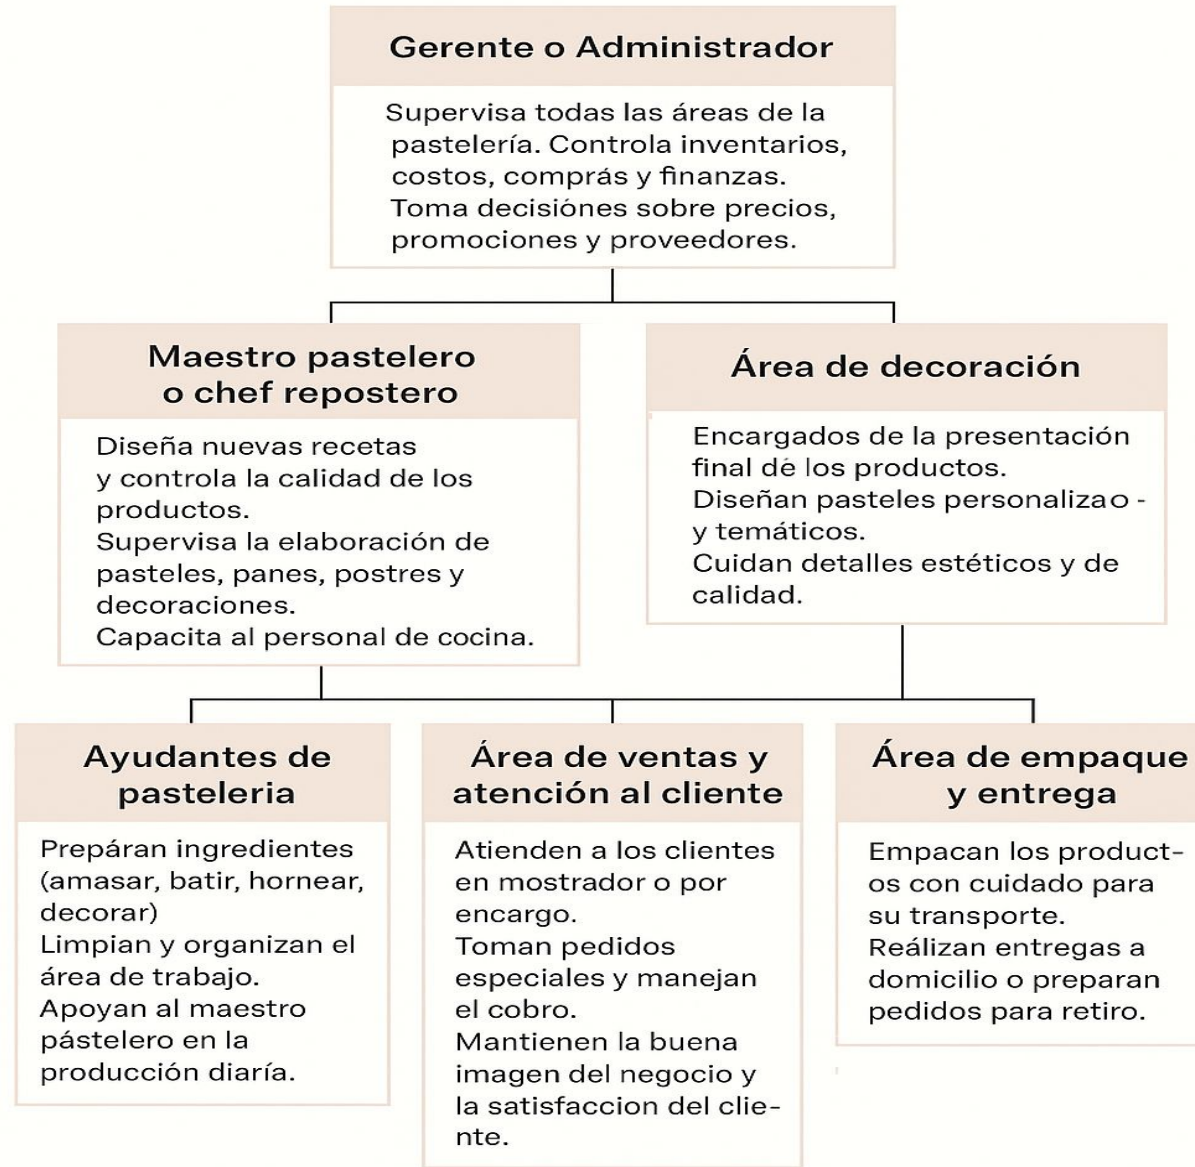 Gerente o Administrador
Supervisa todas las áreas de la
pastelería. Controla inventarios,
costos, comprás y finanzas.
Toma decisiónes sobre precios,
promociones y proveedores.
Maestro pastelero
o chef repostero
Diseña nuevas recetas
y controla la calidad de los
productos.
Supervisa la elaboración de
pasteles, panes, postres y
decoraciones.
Capacita al personal de cocina.
Área de decoración
Encargados de la presentación
final dé los productos.
Diseñan pasteles personalizao -
y temáticos.
Cuidan detalles estéticos y de
calidad.
Ayudantes de
pasteleria
Prepáran ingredientes
(amasar, batir, hornear,
decorar)
Limpian y organizan el
área de trabajo.
Apoyan al maestro
pástelero en la
producción diaría.
Área de ventas y
atención al cliente
Atienden a los clientes
en mostrador o por
encargo.
Toman pedidos
especiales y manejan
el cobro.
Mantienen la buena
imagen del negocio y
la satisfaccion del clie-
nte.
Área de empaque
y entrega
Empacan los product-
os con cuidado para
su transporte.
Reálizan entregas a
domicilio o preparan
pedidos para retiro.